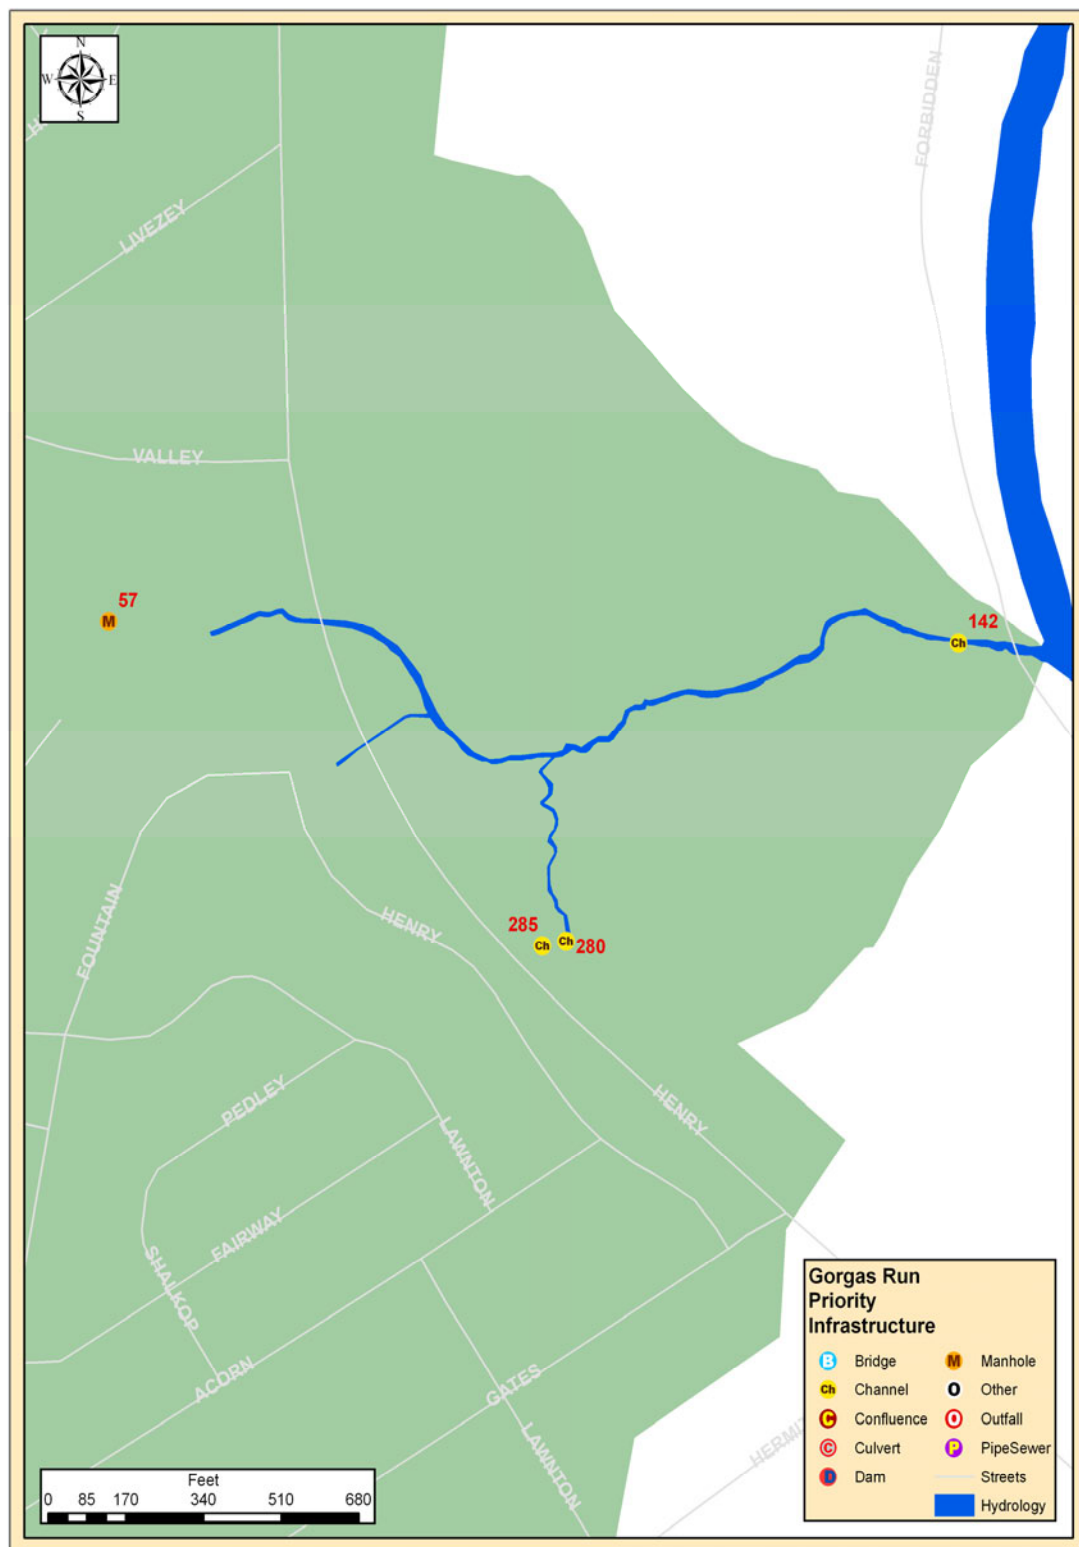 N
W E
S
FORBIDDEN
LIVEZEY
VALLEY
57
142
M
Ch
FOUNTAIN
HENRY
285
Ch
Ch
280
PEDLEY
HENRY
LAWNTON
FAIRWAY
SHALKOP
ACORN
GATES
LAWNTON
Gorgas Run
Priority
Infrastructure
B Bridge M Manhole
Ch Channel O Other
C Confluence O Outfall
C Culvert P PipeSewer
D Dam Streets
Hydrology
Feet
0 85 170 340 510 680